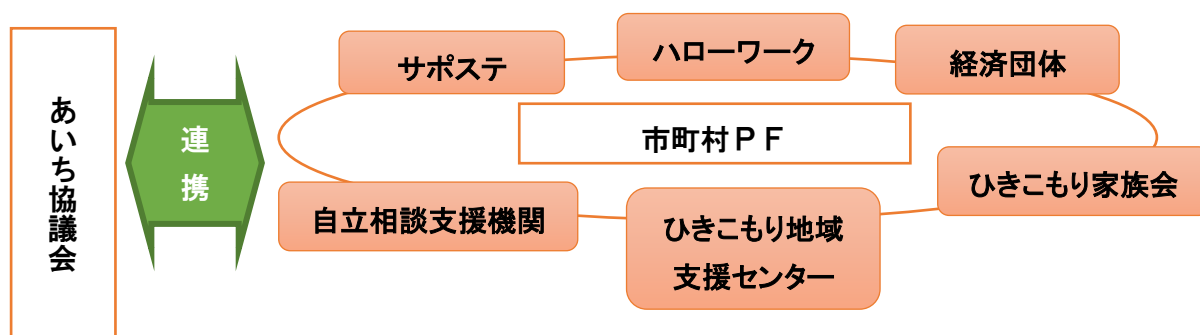 あいち協議会
連
携
サポステ
ハローワーク
経済団体
市町村ＰＦ
ひきこもり家族会
自立相談支援機関
ひきこもり地域
支援センター